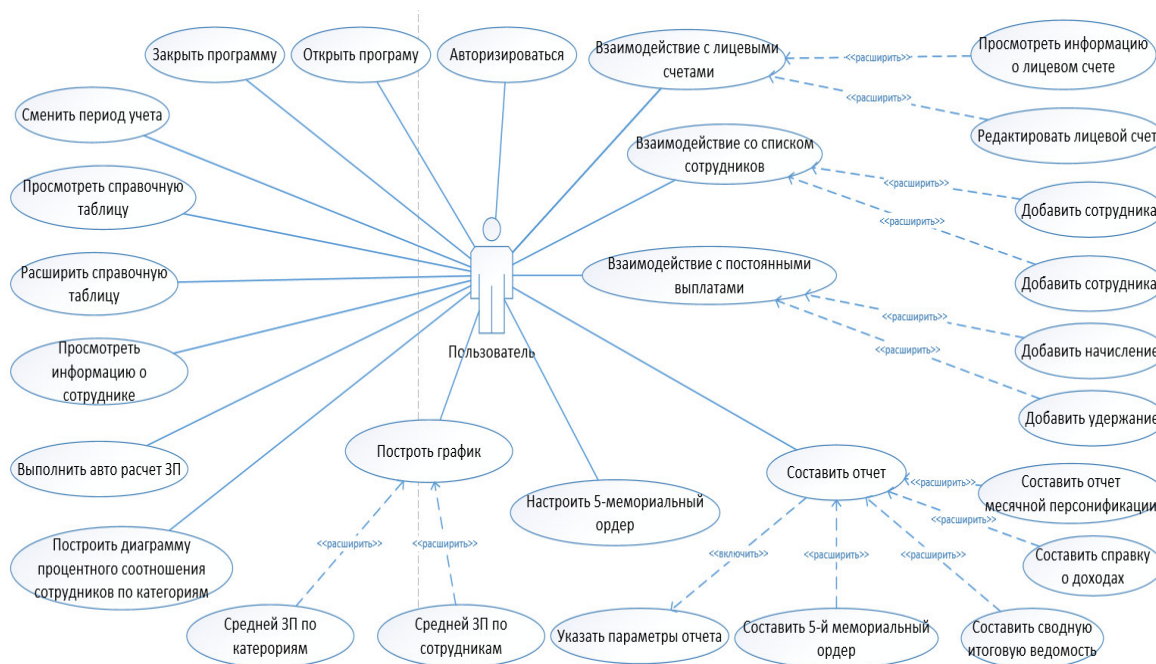 Закрыть программу
Открыть програму
Авторизироваться
Взаимодействие с лицевыми
счетами
<<расширить>>
Просмотреть информацию
о лицевом счете
<<расширить>>
Редактировать лицевой счет
Сменить период учета
Взаимодействие со списком
сотрудников
<<расширить>>
Добавить сотрудника
<<расширить>>
Добавить сотрудника
Просмотреть справочную
таблицу
Расширить справочную
таблицу
Взаимодействие с постоянными
выплатами
<<расширить>>
Добавить начисление
<<расширить>>
Добавить удержание
Пользователь
Просмотреть
информацию о
сотруднике
Выполнить авто расчет ЗП
Построть график
Настроить 5-мемориальный
ордер
Составить отчет
<<расширить>>
Составить отчет
месячной персонификации
<<расширить>>
Составить справку
о доходах
Построить диаграмму
процентного соотношения
сотрудников по категориям
<<расширить>>
<<расширить>>
<<включить>>
<<расширить>>
<<расширить>>
Средней ЗП по
катерориям
Средней ЗП по
сотрудникам
Указать параметры отчета
Составить 5-й мемориальный
ордер
Составить сводную
итоговую ведомость